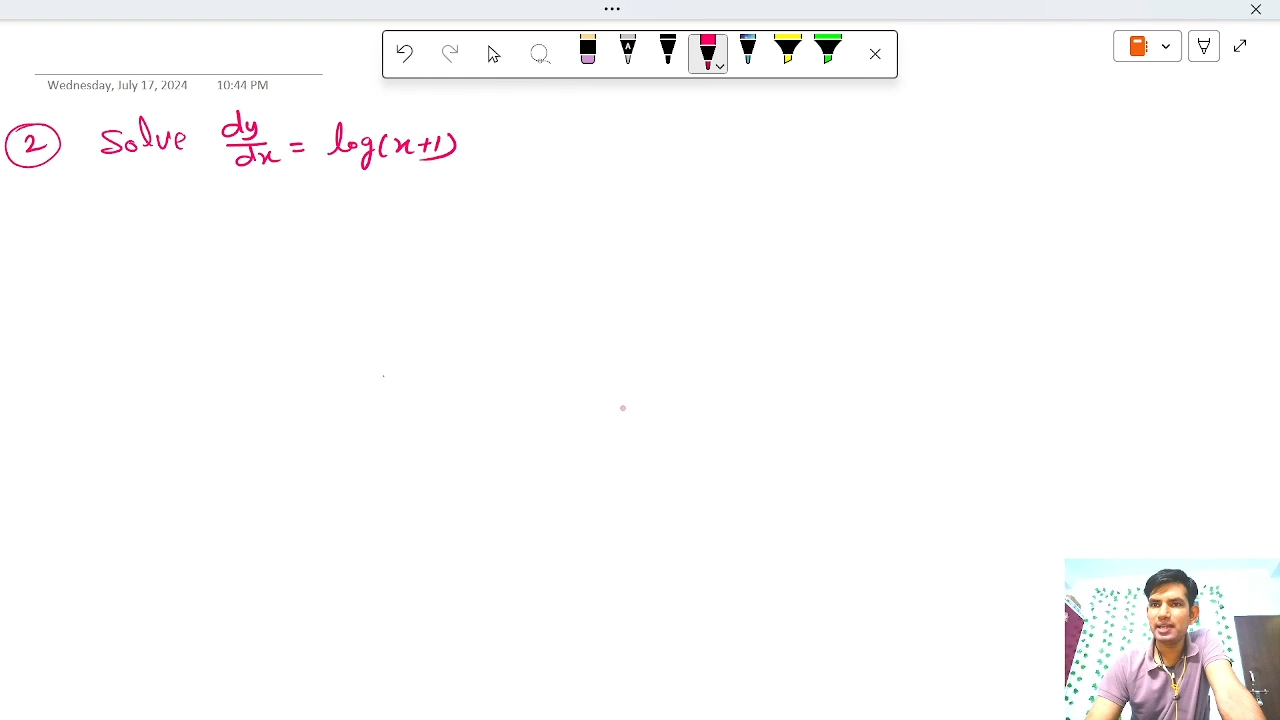 Wednesday, July 17, 2024 10:44 PM
② Solve dy/dx = log(x+1)